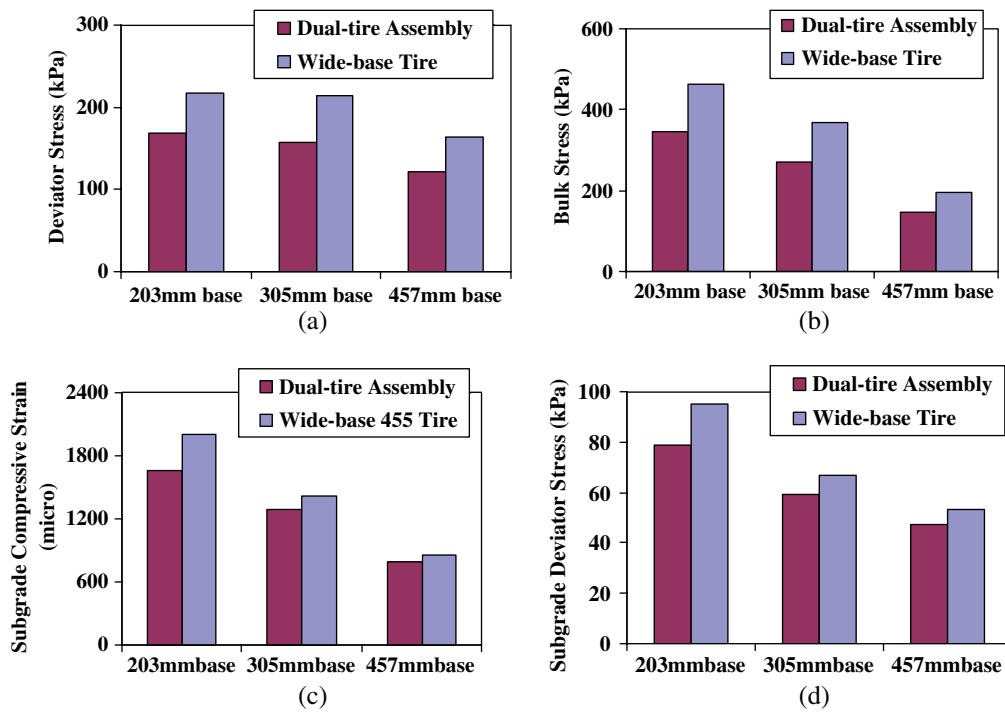 300
200
100
0
Deviator Stress (kPa)
Dual-tire Assembly
Wide-base Tire
203mm base 305mm base 457mm base
(a)
600
400
200
0
Bulk Stress (kPa)
Dual-tire Assembly
Wide-base Tire
203mm base 305mm base 457mm base
(b)
2400
1800
1200
600
0
Subgrade Compressive Strain
(micro)
Dual-tire Assembly
Wide-base 455 Tire
203mmbase 305mmbase 457mmbase
(c)
100
80
60
40
20
0
Subgrade Deviator Stress (kPa)
Dual-tire Assembly
Wide-base Tire
203mmbase 305mmbase 457mmbase
(d)